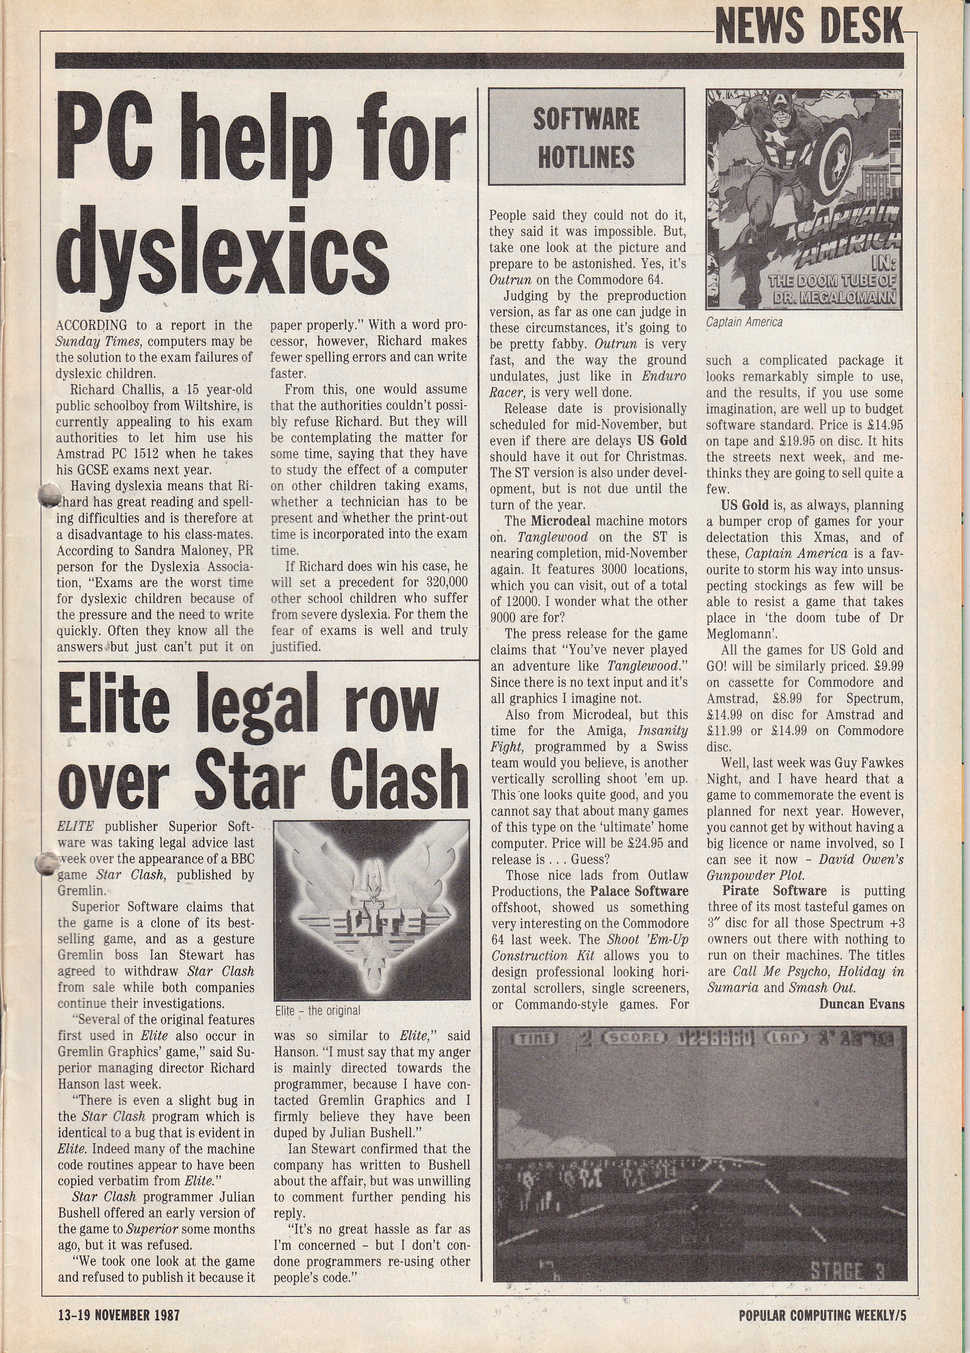 NEWS DESK
PC help for
dyslexics
ACCORDING to a report in the
Sunday Times, computers may be
the solution to the exam failures of
dyslexic children.
Richard Challis, a 15 year-old
public schoolboy from Wiltshire, is
currently appealing to his exam
authorities to let him use his
Amstrad PC 1512 when he takes
his GCSE exams next year.
Having dyslexia means that Ri-
chard has great reading and spell-
ing difficulties and is therefore at
a disadvantage to his class-mates.
According to Sandra Maloney, PR
person for the Dyslexia Associa-
tion, "Exams are the worst time
for dyslexic children because of
the pressure and the need to write
quickly. Often they know all the
answers but just can't put it on
paper properly." With a word pro-
cessor, however, Richard makes
fewer spelling errors and can write
faster.
From this, one would assume
that the authorities couldn't possi-
bly refuse Richard. But they will
be contemplating the matter for
some time, saying that they have
to study the effect of a computer
on other children taking exams,
whether a technician has to be
present and whether the print-out
time is incorporated into the exam
time.
If Richard does win his case, he
will set a precedent for 320,000
other school children who suffer
from severe dyslexia. For them the
fear of exams is well and truly
justified.
Elite legal row
over Star Clash
ELITE publisher Superior Soft-
ware was taking legal advice last
week over the appearance of a BBC
game Star Clash, published by
Gremlin.
Superior Software claims that
the game is a clone of its best-
selling game, and as a gesture
Gremlin boss Ian Stewart has
agreed to withdraw Star Clash
from sale while both companies
continue their investigations.
"Several of the original features
first used in Elite also occur in
Gremlin Graphics' game," said Su-
perior managing director Richard
Hanson last week.
"There is even a slight bug in
the Star Clash program which is
identical to a bug that is evident in
Elite. Indeed many of the machine
code routines appear to have been
copied verbatim from Elite."
Star Clash programmer Julian
Bushell offered an early version of
the game to Superior some months
ago, but it was refused.
"We took one look at the game
and refused to publish it because it
ELITE
Elite – the original
was so similar to Elite," said
Hanson. "I must say that my anger
is mainly directed towards the
programmer, because I have con-
tacted Gremlin Graphics and I
firmly believe they have been
duped by Julian Bushell."
Ian Stewart confirmed that the
company has written to Bushell
about the affair, but was unwilling
to comment further pending his
reply.
"It's no great hassle as far as
I'm concerned – but I don't con-
done programmers re-using other
people's code."
SOFTWARE
HOTLINES
People said they could not do it,
they said it was impossible. But,
take one look at the picture and
prepare to be astonished. Yes, it's
Outrun on the Commodore 64.
Judging by the preproduction
version, as far as one can judge in
these circumstances, it's going to
be pretty fabby. Outrun is very
fast, and the way the ground
undulates, just like in Enduro
Racer, is very well done.
Release date is provisionally
scheduled for mid-November, but
even if there are delays US Gold
should have it out for Christmas.
The ST version is also under devel-
opment, but is not due until the
turn of the year.
The Microdeal machine motors
on. Tanglewood on the ST is
nearing completion, mid-November
again. It features 3000 locations,
which you can visit, out of a total
of 12000. I wonder what the other
9000 are for?
The press release for the game
claims that "You've never played
an adventure like Tanglewood."
Since there is no text input and it's
all graphics I imagine not.
Also from Microdeal, but this
time for the Amiga, Insanity
Fight, programmed by a Swiss
team would you believe, is another
vertically scrolling shoot 'em up.
This one looks quite good, and you
cannot say that about many games
of this type on the 'ultimate' home
computer. Price will be £24.95 and
release is . . . Guess?
Those nice lads from Outlaw
Productions, the Palace Software
offshoot, showed us something
very interesting on the Commodore
64 last week. The Shoot 'Em-Up
Construction Kit allows you to
design professional looking hori-
zontal scrollers, single screeners,
or Commando-style games. For
CAPTAIN
AMERICA
IN:
THE DOOM TUBE OF
DR. MEGALOMANN
Captain America
such a complicated package it
looks remarkably simple to use,
and the results, if you use some
imagination, are well up to budget
software standard. Price is £14.95
on tape and £19.95 on disc. It hits
the streets next week, and me-
thinks they are going to sell quite a
few.
US Gold is, as always, planning
a bumper crop of games for your
delectation this Xmas, and of
these, Captain America is a fav-
ourite to storm his way into unsus-
pecting stockings as few will be
able to resist a game that takes
place in 'the doom tube of Dr
Meglomann'.
All the games for US Gold and
GO! will be similarly priced. £9.99
on cassette for Commodore and
Amstrad, £8.99 for Spectrum,
£14.99 on disc for Amstrad and
£11.99 or £14.99 on Commodore
disc.
Well, last week was Guy Fawkes
Night, and I have heard that a
game to commemorate the event is
planned for next year. However,
you cannot get by without having a
big licence or name involved, so I
can see it now – David Owen's
Gunpowder Plot.
Pirate Software is putting
three of its most tasteful games on
3" disc for all those Spectrum +3
owners out there with nothing to
run on their machines. The titles
are Call Me Psycho, Holiday in
Sumaria and Smash Out.
Duncan Evans
TIME SCORE LAP
STAGE 3
13–19 NOVEMBER 1987
POPULAR COMPUTING WEEKLY/5